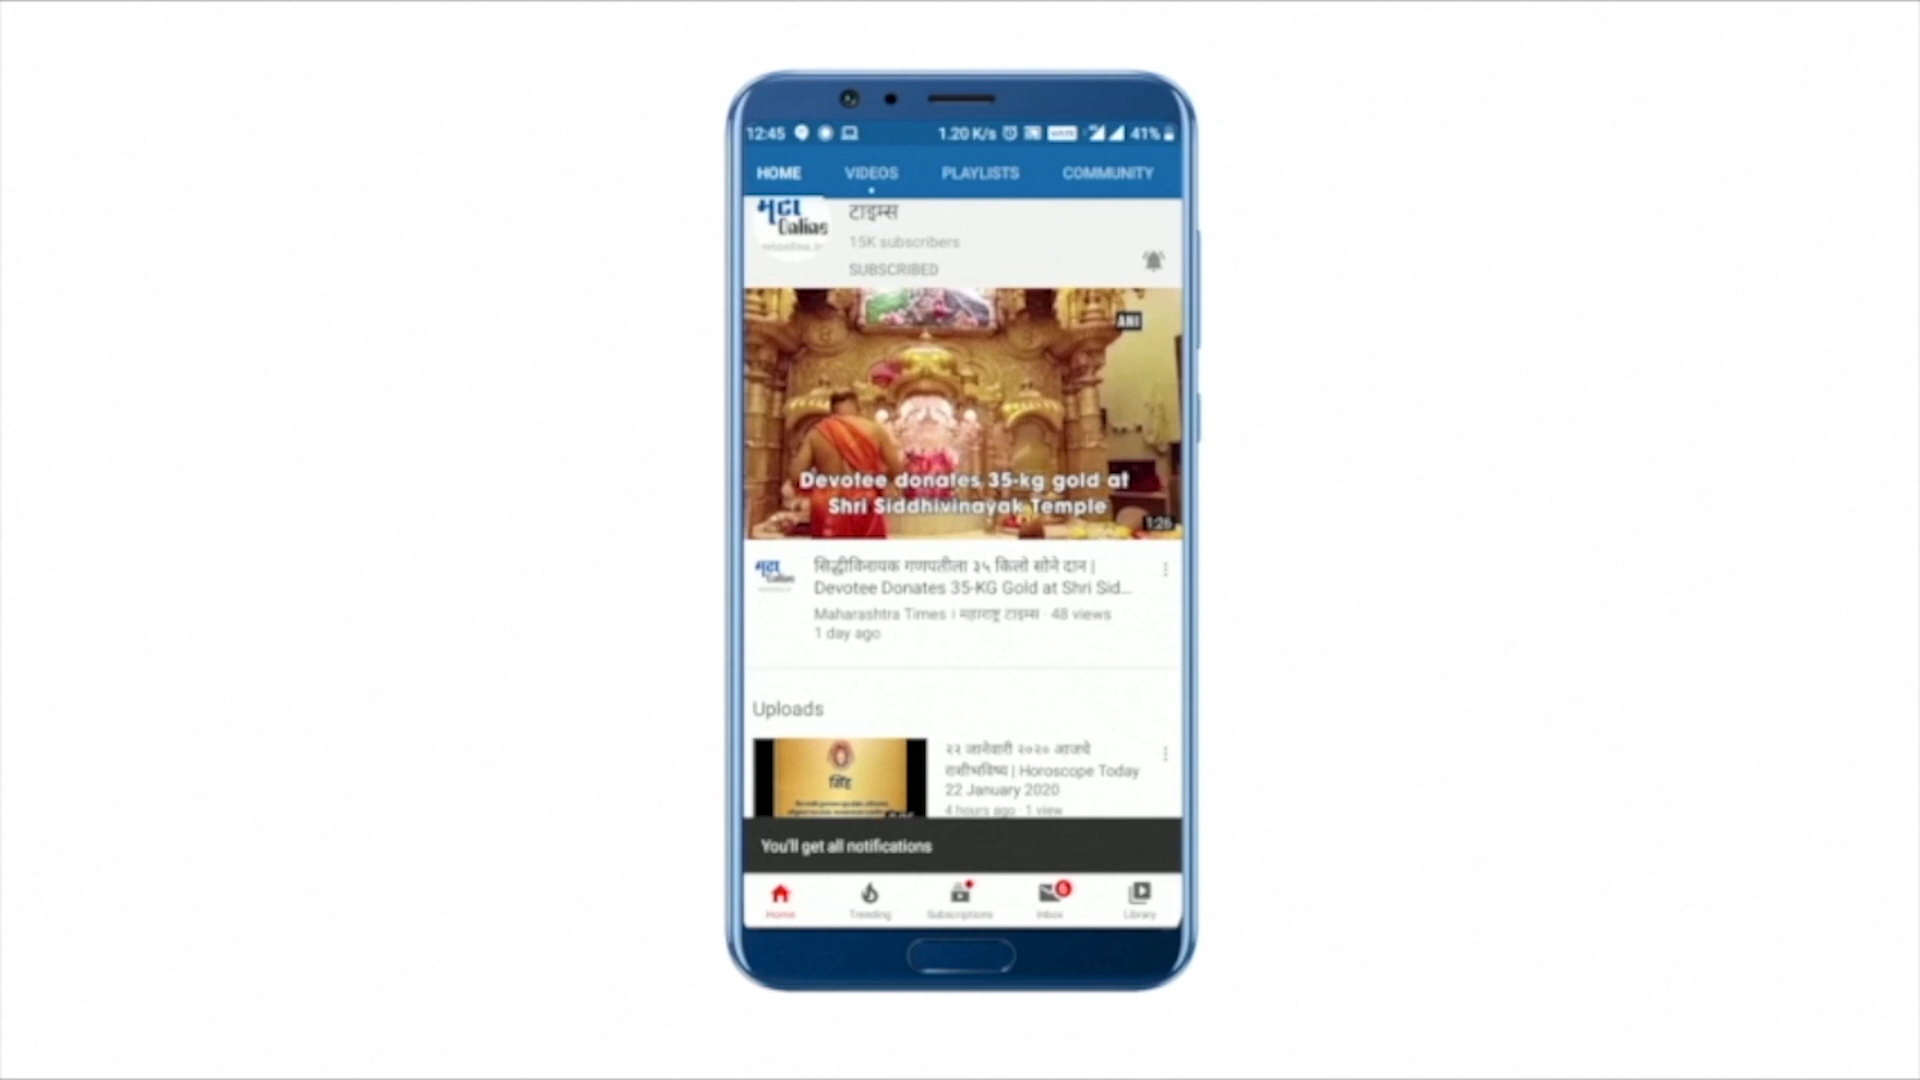 12:45 1.20 K/s 41%
HOME VIDEOS PLAYLISTS COMMUNITY
मटा
टाइम्स
15K subscribers
SUBSCRIBED
ANI
Devotee donates 35-kg gold at
Shri Siddhivinayak Temple
1:26
सिद्धीविनायक गणपतीला ३५ किलो सोने दान |
Devotee Donates 35-KG Gold at Shri Sid...
Maharashtra Times । महाराष्ट्र टाइम्स · 48 views
1 day ago
Uploads
सिंह
२२ जानेवारी २०२० आजचे
राशीभविष्य | Horoscope Today
22 January 2020
4 hours ago · 1 view
You'll get all notifications
6
Home Trending Subscriptions Inbox Library